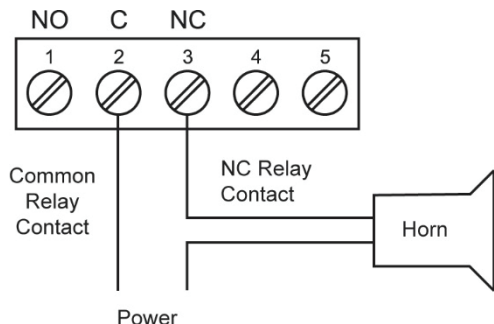 NO C NC
1 2 3 4 5
Common
Relay
Contact
NC Relay
Contact
Horn
Power